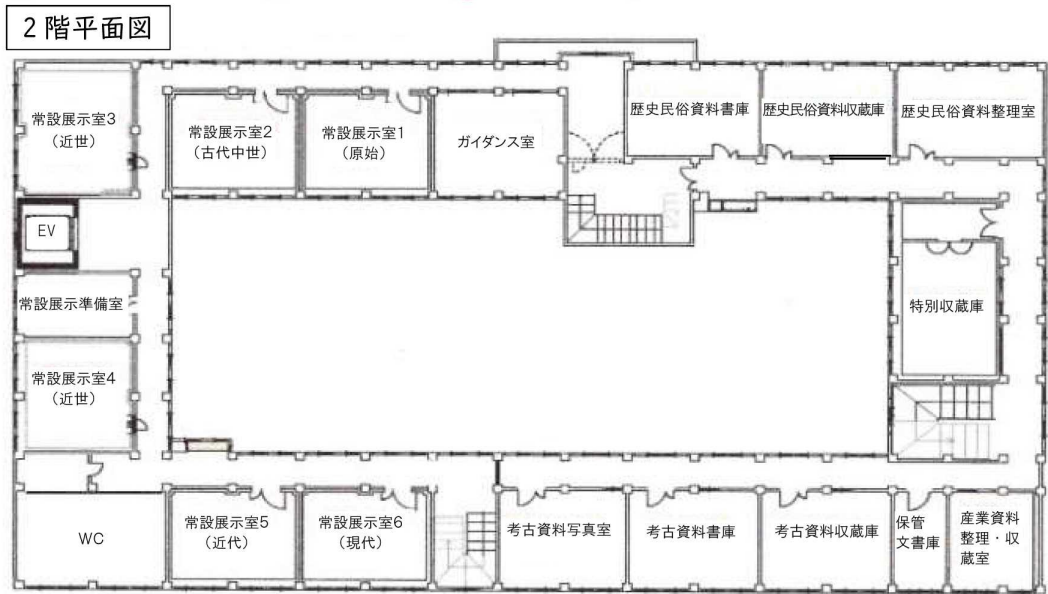 2階平面図
常設展示室3
（近世）
常設展示室2
（古代中世）
常設展示室1
（原始）
ガイダンス室
歴史民俗資料書庫
歴史民俗資料収蔵庫
歴史民俗資料整理室
EV
常設展示準備室
特別収蔵庫
常設展示室4
（近世）
WC
常設展示室5
（近代）
常設展示室6
（現代）
考古資料写真室
考古資料書庫
考古資料収蔵庫
保管
文書庫
産業資料
整理・収
蔵室